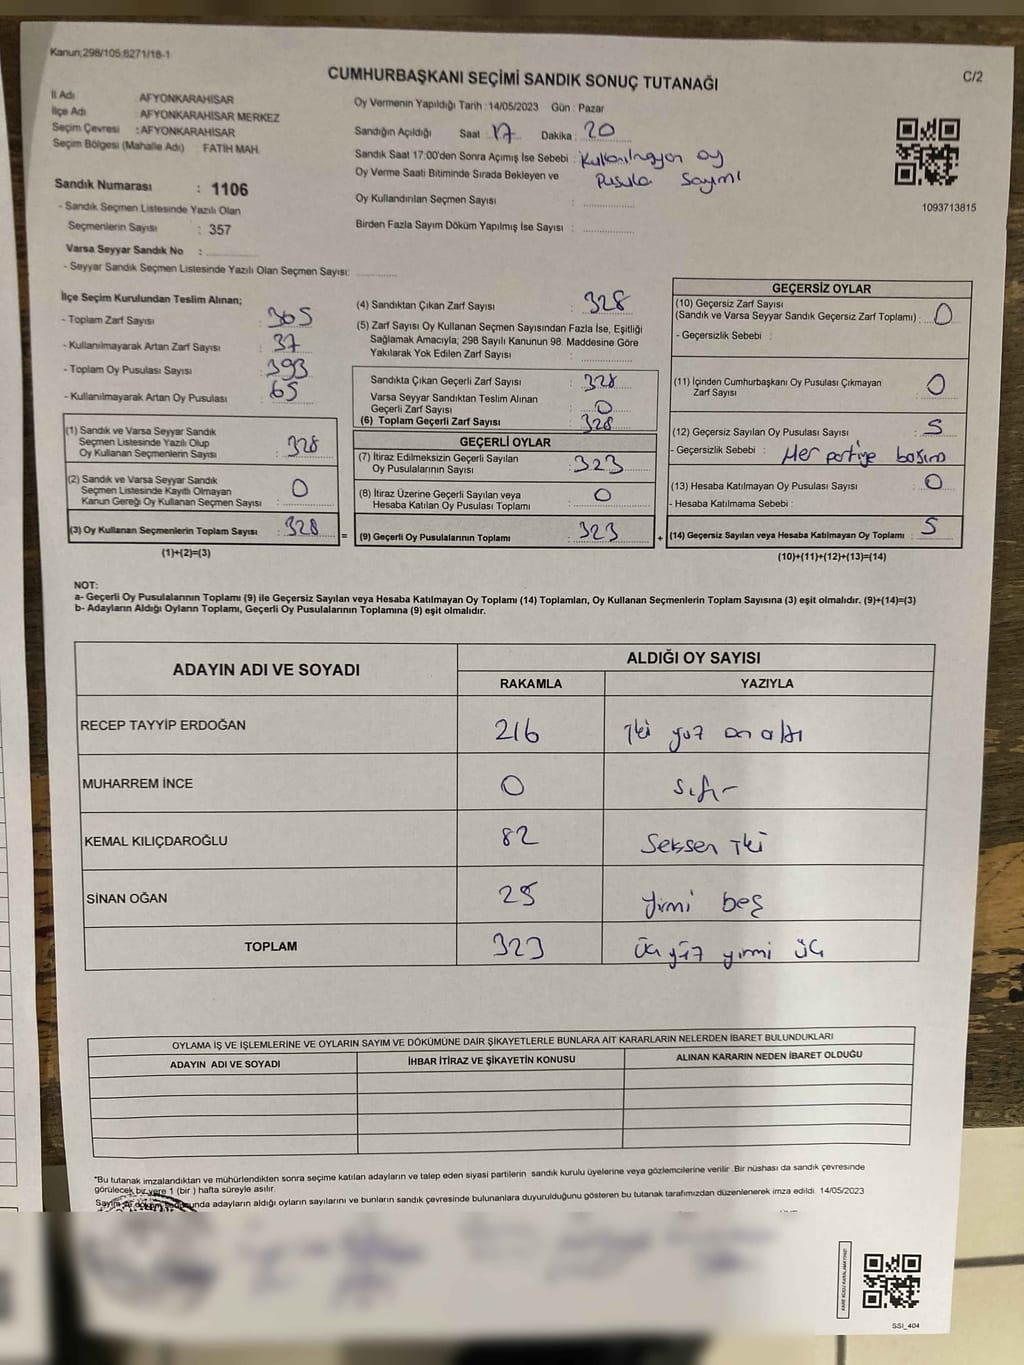 Kanun;298/105;6271/18-1
C/2
CUMHURBAŞKANI SEÇİMİ SANDIK SONUÇ TUTANAĞI
İl Adı AFYONKARAHİSAR
İlçe Adı : AFYONKARAHİSAR MERKEZ
Seçim Çevresi : AFYONKARAHİSAR
Seçim Bölgesi (Mahalle Adı) FATİH MAH.
Sandık Numarası : 1106
- Sandık Seçmen Listesinde Yazılı Olan
Seçmenlerin Sayısı : 357
Varsa Seyyar Sandık No :
- Seyyar Sandık Seçmen Listesinde Yazılı Olan Seçmen Sayısı:
Oy Vermenin Yapıldığı Tarih : 14/05/2023 Gün : Pazar
Sandığın Açıldığı Saat 17 Dakika 20
Sandık Saat 17:00'den Sonra Açımış İse Sebebi : Kullanılmayan oy
Oy Verme Saati Bitiminde Sırada Bekleyen ve Pusula Sayımı
Oy Kullandırılan Seçmen Sayısı :
Birden Fazla Sayım Döküm Yapılmış İse Sayısı :
1093713815
İlçe Seçim Kurulundan Teslim Alınan;
- Toplam Zarf Sayısı : 365
- Kullanılmayarak Artan Zarf Sayısı : 37
- Toplam Oy Pusulası Sayısı : 393
- Kullanılmayarak Artan Oy Pusulası : 65
(1) Sandık ve Varsa Seyyar Sandık
Seçmen Listesinde Yazılı Olup
Oy Kullanan Seçmenlerin Sayısı : 328
(2) Sandık ve Varsa Seyyar Sandık
Seçmen Listesinde Kayıtlı Olmayan
Kanun Gereği Oy Kullanan Seçmen Sayısı : 0
(3) Oy Kullanan Seçmenlerin Toplam Sayısı : 328
(1)+(2)=(3)
(4) Sandıktan Çıkan Zarf Sayısı : 328
(5) Zarf Sayısı Oy Kullanan Seçmen Sayısından Fazla İse, Eşitliği
Sağlamak Amacıyla; 298 Sayılı Kanunun 98. Maddesine Göre
Yakılarak Yok Edilen Zarf Sayısı :
Sandıkta Çıkan Geçerli Zarf Sayısı : 328
Varsa Seyyar Sandıktan Teslim Alınan
Geçerli Zarf Sayısı : 0
(6) Toplam Geçerli Zarf Sayısı : 328
GEÇERLİ OYLAR
(7) İtiraz Edilmeksizin Geçerli Sayılan
Oy Pusulalarının Sayısı : 323
(8) İtiraz Üzerine Geçerli Sayılan veya
Hesaba Katılan Oy Pusulası Toplamı : 0
= (9) Geçerli Oy Pusulalarının Toplamı : 323
GEÇERSİZ OYLAR
(10) Geçersiz Zarf Sayısı
(Sandık ve Varsa Seyyar Sandık Geçersiz Zarf Toplamı) : 0
- Geçersizlik Sebebi :
(11) İçinden Cumhurbaşkanı Oy Pusulası Çıkmayan
Zarf Sayısı : 0
(12) Geçersiz Sayılan Oy Pusulası Sayısı : 5
- Geçersizlik Sebebi : Her partiye basım
(13) Hesaba Katılmayan Oy Pusulası Sayısı : 0
- Hesaba Katılmama Sebebi :
+ (14) Geçersiz Sayılan veya Hesaba Katılmayan Oy Toplamı : 5
(10)+(11)+(12)+(13)=(14)
NOT:
a- Geçerli Oy Pusulalarının Toplamı (9) ile Geçersiz Sayılan veya Hesaba Katılmayan Oy Toplamı (14) Toplamları, Oy Kullanan Seçmenlerin Toplam Sayısına (3) eşit olmalıdır. (9)+(14)=(3)
b- Adayların Aldığı Oyların Toplamı, Geçerli Oy Pusulalarının Toplamına (9) eşit olmalıdır.
ADAYIN ADI VE SOYADI ALDIĞI OY SAYISI
RAKAMLA YAZIYLA
RECEP TAYYİP ERDOĞAN 216 İki yüz on altı
MUHARREM İNCE 0 sıfır
KEMAL KILIÇDAROĞLU 82 Seksen iki
SİNAN OĞAN 25 yirmi beş
TOPLAM 323 üç yüz yirmi üç
OYLAMA İŞ VE İŞLEMLERİNE VE OYLARIN SAYIM VE DÖKÜMÜNE DAİR ŞİKAYETLERLE BUNLARA AİT KARARLARIN NELERDEN İBARET BULUNDUKLARI
ADAYIN ADI VE SOYADI İHBAR İTİRAZ VE ŞİKAYETİN KONUSU ALINAN KARARIN NEDEN İBARET OLDUĞU
*Bu tutanak imzalandıktan ve mühürlendikten sonra seçime katılan adayların ve talep eden siyasi partilerin sandık kurulu üyelerine veya gözlemcilerine verilir. Bir nüshası da sandık çevresinde
görülecek bir yere 1 (bir ) hafta süreyle asılır.
Sayım adayların aldığı oyların sayılarını ve bunların sandık çevresinde bulunanlara duyurulduğunu gösteren bu tutanak tarafımızdan düzenlenerek imza edildi. 14/05/2023
KARE KODU KARALAMAYINIZ!
SSI_404